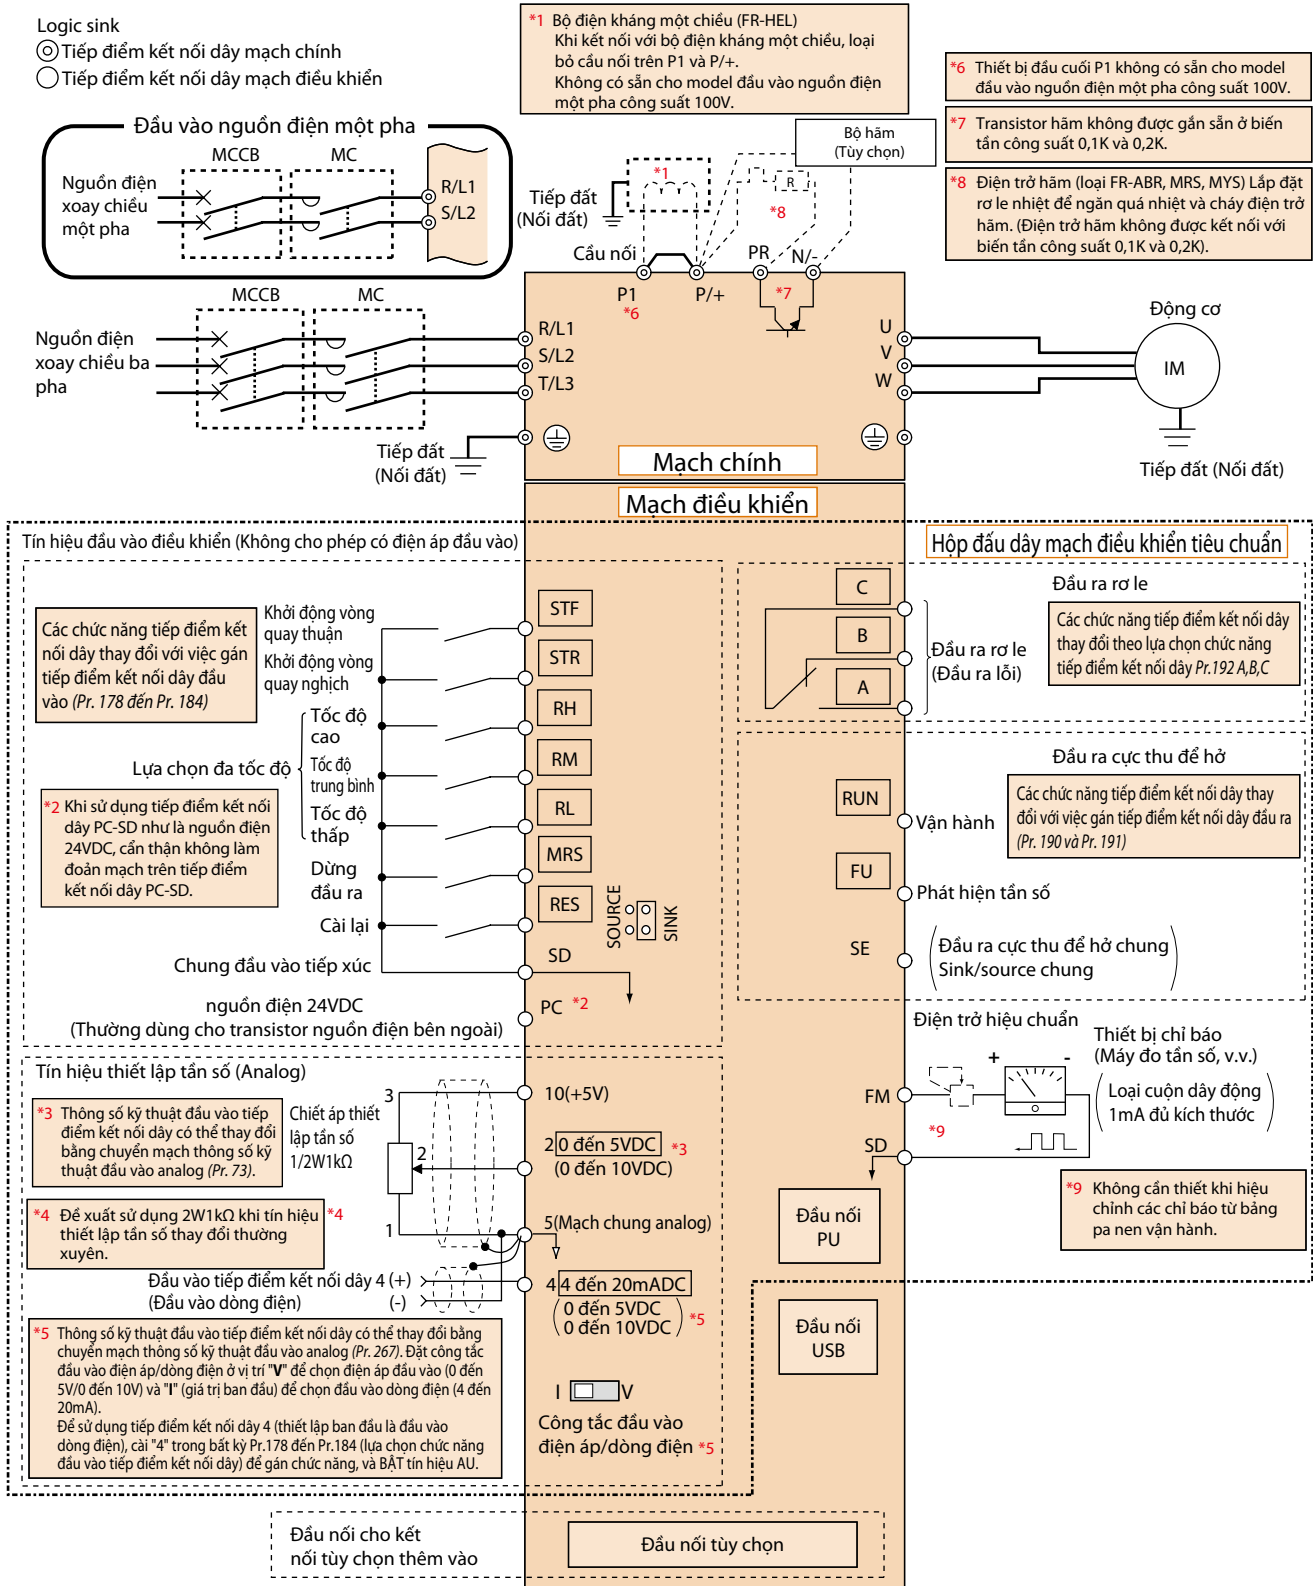 Logic sink
Tiếp điểm kết nối dây mạch chính
Tiếp điểm kết nối dây mạch điều khiển
*1 Bộ điện kháng một chiều (FR-HEL)
Khi kết nối với bộ điện kháng một chiều, loại
bỏ cầu nối trên P1 và P/+.
Không có sẵn cho model đầu vào nguồn điện
một pha công suất 100V.
*6 Thiết bị đầu cuối P1 không có sẵn cho model
đầu vào nguồn điện một pha công suất 100V.
*7 Transistor hãm không được gắn sẵn ở biến
tần công suất 0,1K và 0,2K.
*8 Điện trở hãm (loại FR-ABR, MRS, MYS) Lắp đặt
rơ le nhiệt để ngăn quá nhiệt và cháy điện trở
hãm. (Điện trở hãm không được kết nối với
biến tần công suất 0,1K và 0,2K).
Đầu vào nguồn điện một pha
MCCB
MC
Nguồn điện
xoay chiều
một pha
R/L1
S/L2
Bộ hãm
(Tùy chọn)
*1
R
*8
Tiếp đất
(Nối đất)
Cầu nối
PR
N/-
P1
*6
P/+
*7
MCCB
MC
Nguồn điện
xoay chiều ba
pha
R/L1
S/L2
T/L3
U
V
W
Động cơ
IM
Tiếp đất
(Nối đất)
Tiếp đất (Nối đất)
Mạch chính
Mạch điều khiển
Tín hiệu đầu vào điều khiển (Không cho phép có điện áp đầu vào)
Hộp đấu dây mạch điều khiển tiêu chuẩn
Các chức năng tiếp điểm kết
nối dây thay đổi với việc gán
tiếp điểm kết nối dây đầu
vào (Pr. 178 đến Pr. 184)
Khởi động vòng
quay thuận
Khởi động vòng
quay nghịch
Lựa chọn đa tốc độ
Tốc độ
cao
Tốc độ
trung bình
Tốc độ
thấp
Dừng
đầu ra
Cài lại
*2 Khi sử dụng tiếp điểm kết nối
dây PC-SD như là nguồn điện
24VDC, cẩn thận không làm
đoản mạch trên tiếp điểm
kết nối dây PC-SD.
Chung đầu vào tiếp xúc
nguồn điện 24VDC
(Thường dùng cho transistor nguồn điện bên ngoài)
STF
STR
RH
RM
RL
MRS
RES
SOURCE
SINK
SD
PC *2
C
B
A
Đầu ra rơ le
(Đầu ra lỗi)
Đầu ra rơ le
Các chức năng tiếp điểm kết nối dây
thay đổi theo lựa chọn chức năng
tiếp điểm kết nối dây Pr.192 A,B,C
Đầu ra cực thu để hở
Các chức năng tiếp điểm kết nối dây thay
đổi với việc gán tiếp điểm kết nối dây đầu ra
(Pr. 190 và Pr. 191)
RUN
Vận hành
FU
Phát hiện tần số
SE
Đầu ra cực thu để hở chung
Sink/source chung
Tín hiệu thiết lập tần số (Analog)
*3 Thông số kỹ thuật đầu vào tiếp
điểm kết nối dây có thể thay đổi
bằng chuyển mạch thông số kỹ
thuật đầu vào analog (Pr. 73).
Chiết áp thiết
lập tần số
1/2W1kΩ
*4 Đề xuất sử dụng 2W1kΩ khi tín hiệu
thiết lập tần số thay đổi thường
xuyên.
*4
3
2
1
10(+5V)
2 0 đến 5VDC *3
(0 đến 10VDC)
5(Mạch chung analog)
Đầu vào tiếp điểm kết nối dây 4 (+)
(Đầu vào dòng điện) (-)
4 4 đến 20mADC
0 đến 5VDC
0 đến 10VDC
*5
*5 Thông số kỹ thuật đầu vào tiếp điểm kết nối dây có thể thay đổi bằng
chuyển mạch thông số kỹ thuật đầu vào analog (Pr. 267). Đặt công tắc
đầu vào điện áp/dòng điện ở vị trí "V" để chọn điện áp đầu vào (0 đến
5V/0 đến 10V) và "I" (giá trị ban đầu) để chọn đầu vào dòng điện (4 đến
20mA).
Để sử dụng tiếp điểm kết nối dây 4 (thiết lập ban đầu là đầu vào
dòng điện), cài "4" trong bất kỳ Pr.178 đến Pr.184 (lựa chọn chức năng
đầu vào tiếp điểm kết nối dây) để gán chức năng, và BẬT tín hiệu AU.
I V
Công tắc đầu vào
điện áp/dòng điện *5
Điện trở hiệu chuẩn
Thiết bị chỉ báo
(Máy đo tần số, v.v.)
+
-
Loại cuộn dây động
1mA đủ kích thước
FM
*9
SD
*9 Không cần thiết khi hiệu
chỉnh các chỉ báo từ bảng
pa nen vận hành.
Đầu nối
PU
Đầu nối
USB
Đầu nối cho kết
nối tùy chọn thêm vào
Đầu nối tùy chọn